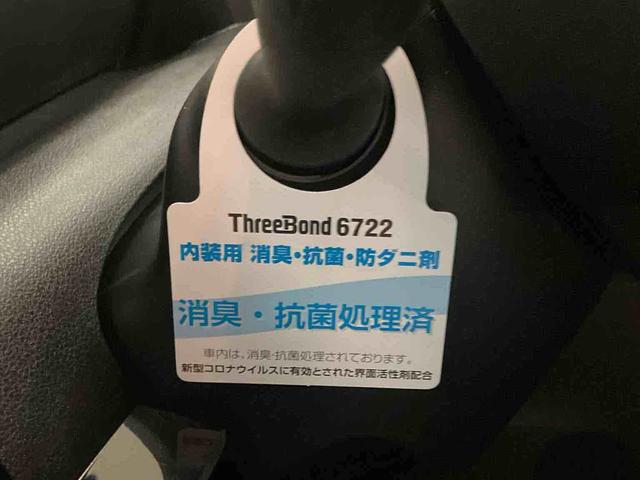 ThreeBond 6722
内装用 消臭・抗菌・防ダニ剤
消臭・抗菌処理済
車内は、消臭・抗菌処理されております。
新型コロナウイルスに有効とされた界面活性剤配合